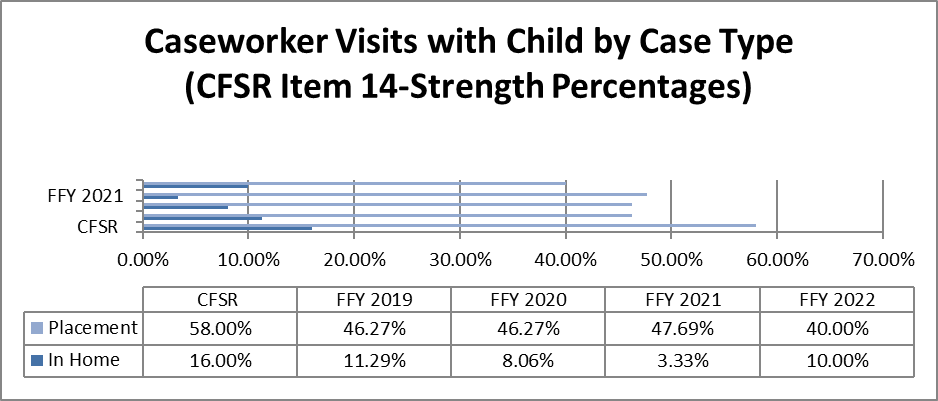 Caseworker Visits with Child by Case Type
(CFSR Item 14-Strength Percentages)
FFY 2021
CFSR
0.00% 10.00% 20.00% 30.00% 40.00% 50.00% 60.00% 70.00%
CFSR FFY 2019 FFY 2020 FFY 2021 FFY 2022
Placement 58.00% 46.27% 46.27% 47.69% 40.00%
In Home 16.00% 11.29% 8.06% 3.33% 10.00%